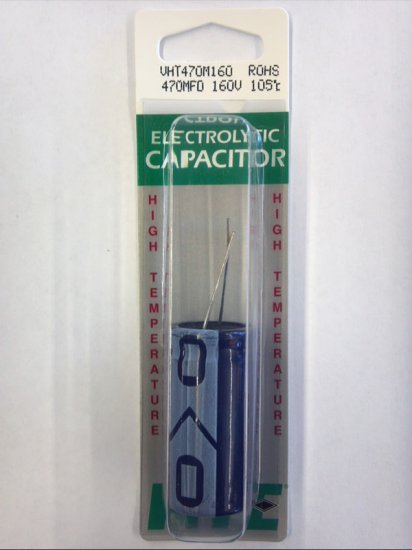 VHT470M160 ROHS
470MFD 160V 105℃
ELECTROLYTIC
CAPACITOR
HIGH TEMPERATURE
HIGH TEMPERATURE